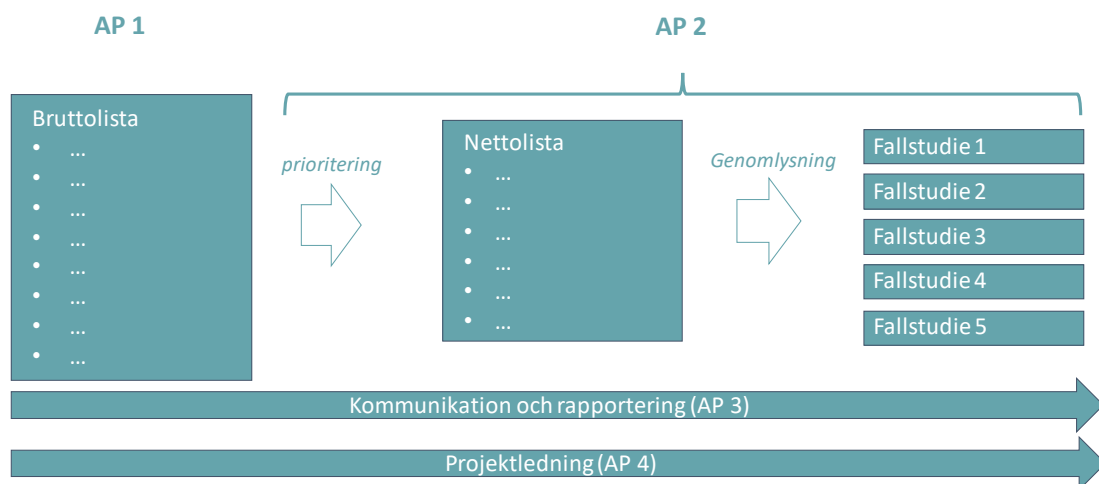 AP 1
AP 2
Bruttolista
• ...
• ...
• ...
• ...
• ...
• ...
• ...
• ...
prioritering
Nettolista
• ...
• ...
• ...
• ...
• ...
• ...
Genomlysning
Fallstudie 1
Fallstudie 2
Fallstudie 3
Fallstudie 4
Fallstudie 5
Kommunikation och rapportering (AP 3)
Projektledning (AP 4)